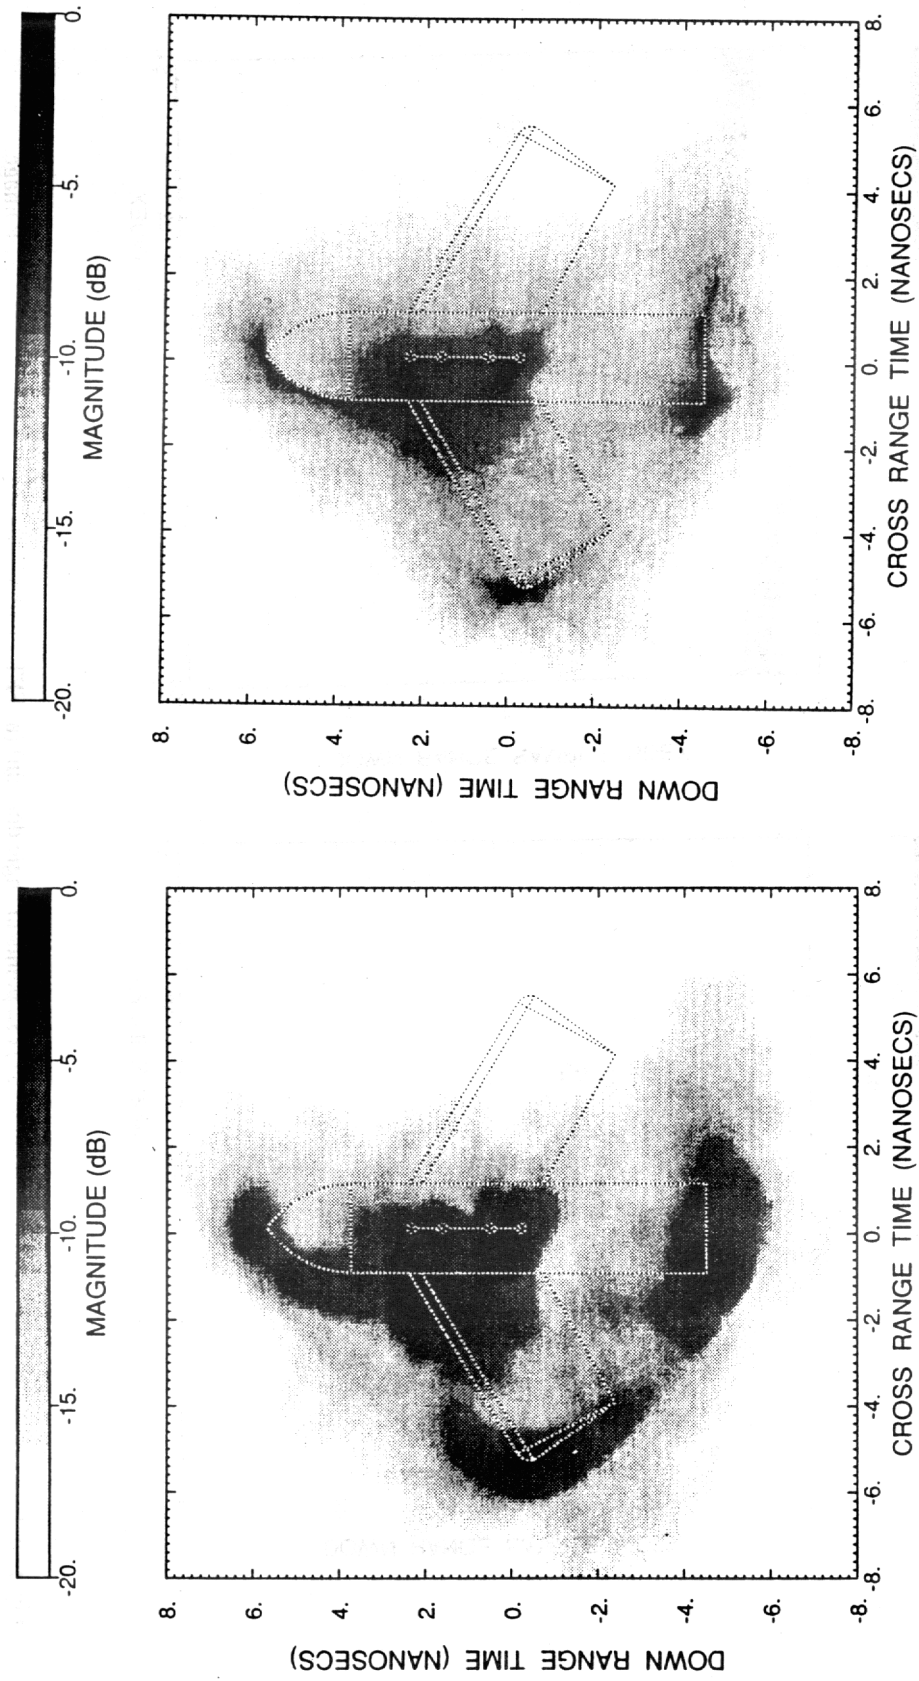 0. -5. -10. -15. -20.
MAGNITUDE (dB)
8. 6. 4. 2. 0. -2. -4. -6. -8.
DOWN RANGE TIME (NANOSECS)
8. 6. 4. 2. 0. -2. -4. -6. -8.
CROSS RANGE TIME (NANOSECS)
0. -5. -10. -15. -20.
MAGNITUDE (dB)
8. 6. 4. 2. 0. -2. -4. -6. -8.
DOWN RANGE TIME (NANOSECS)
8. 6. 4. 2. 0. -2. -4. -6. -8.
CROSS RANGE TIME (NANOSECS)